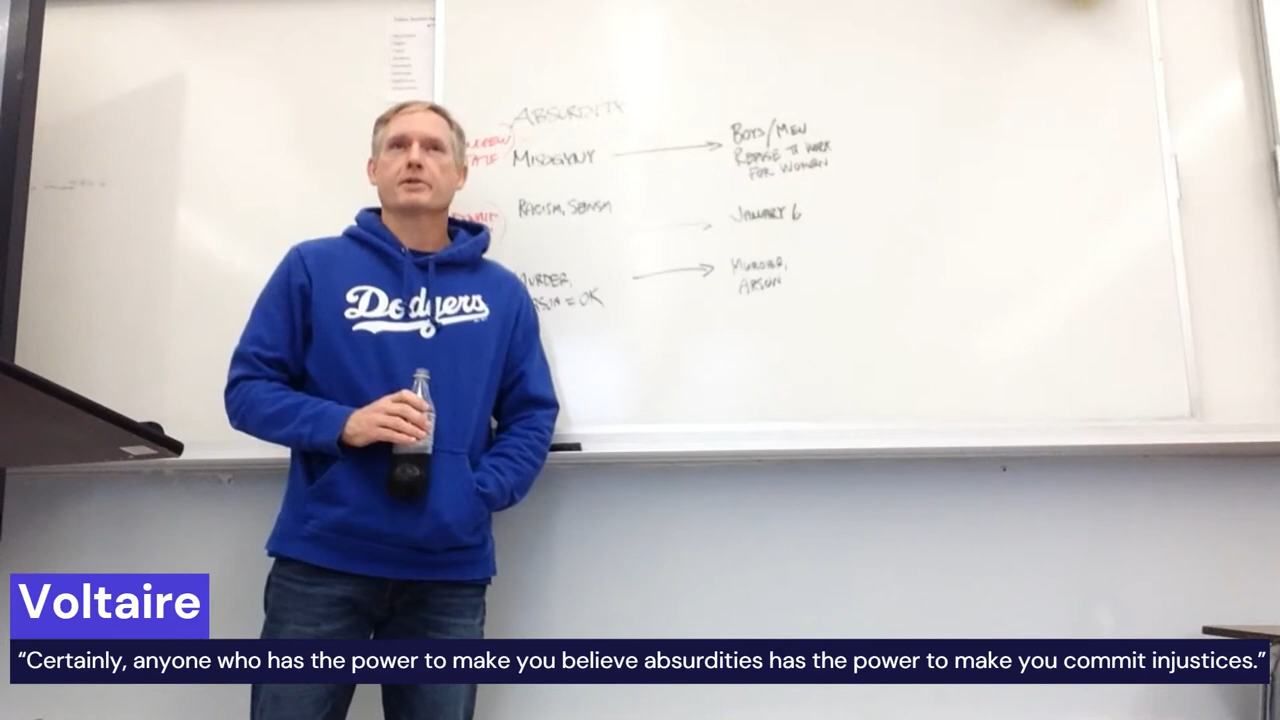 ABSURDITY
TATE
MISOGYNY
BOYS/MEN
REFUSE TO WORK
FOR WOMEN
RACISM, SEXISM
JANUARY 6
MURDER,
= OK
MURDER,
ARSON
Dodgers
Voltaire
“Certainly, anyone who has the power to make you believe absurdities has the power to make you commit injustices.”